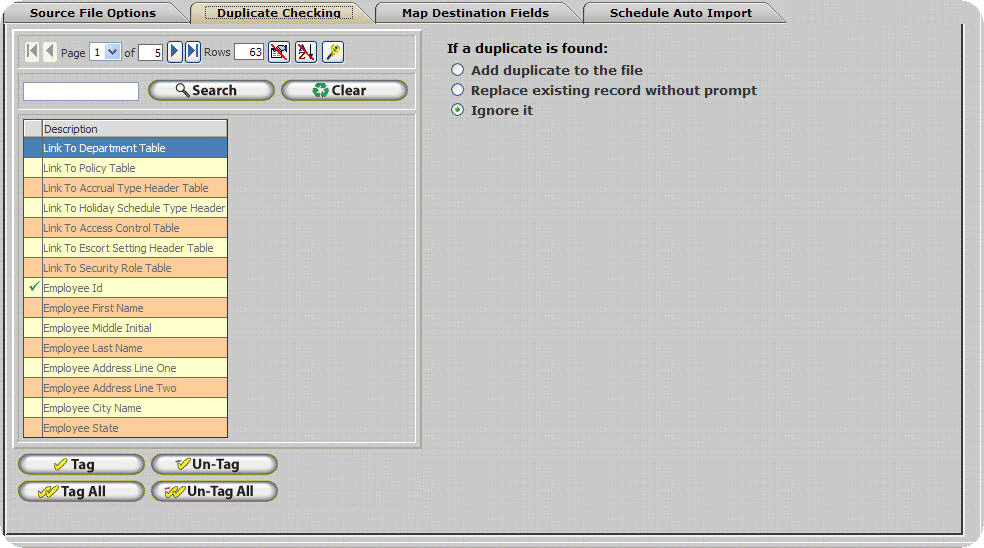 Source File Options Duplicate Checking Map Destination Fields Schedule Auto Import
Page 1 of 5 Rows 63
Search Clear
Description
Link To Department Table
Link To Policy Table
Link To Accrual Type Header Table
Link To Holiday Schedule Type Header
Link To Access Control Table
Link To Escort Setting Header Table
Link To Security Role Table
Employee Id
Employee First Name
Employee Middle Initial
Employee Last Name
Employee Address Line One
Employee Address Line Two
Employee City Name
Employee State
Tag Un-Tag
Tag All Un-Tag All
If a duplicate is found:
Add duplicate to the file
Replace existing record without prompt
Ignore it